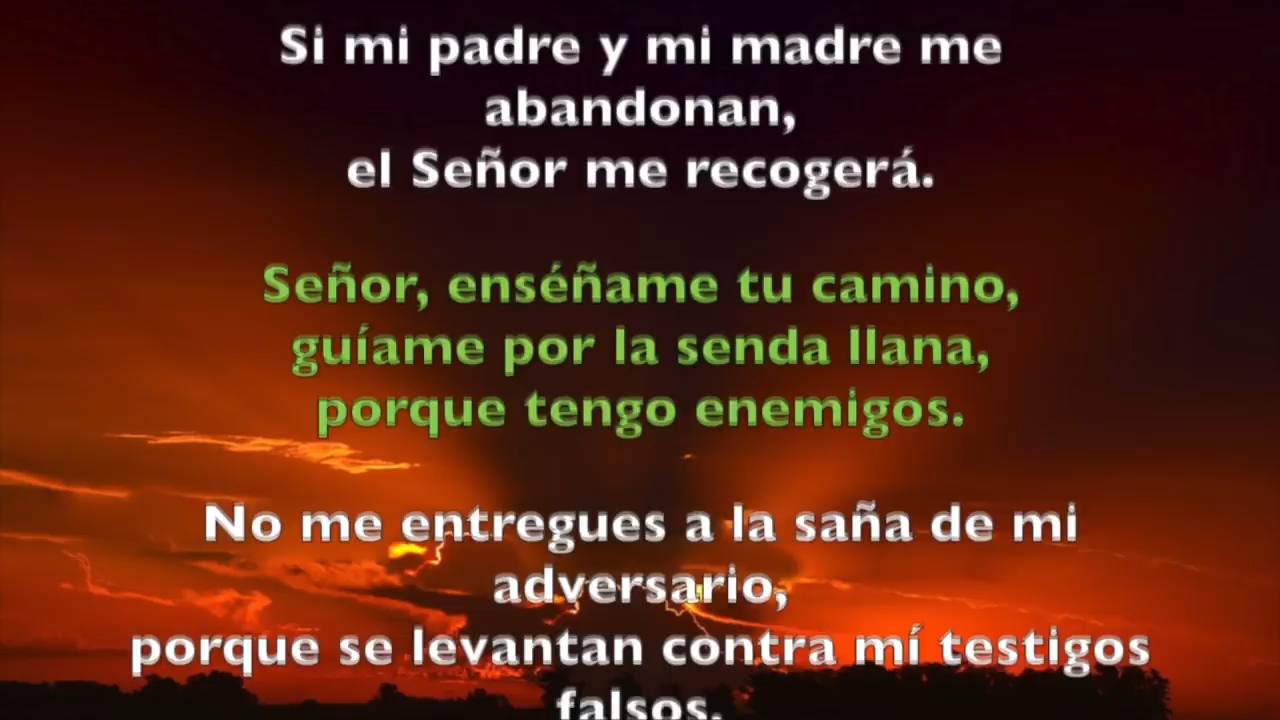 Si mi padre y mi madre me
abandonan,
el Señor me recogerá.
Señor, enséñame tu camino,
guíame por la senda llana,
porque tengo enemigos.
No me entregues a la saña de mi
adversario,
porque se levantan contra mí testigos
falsos,